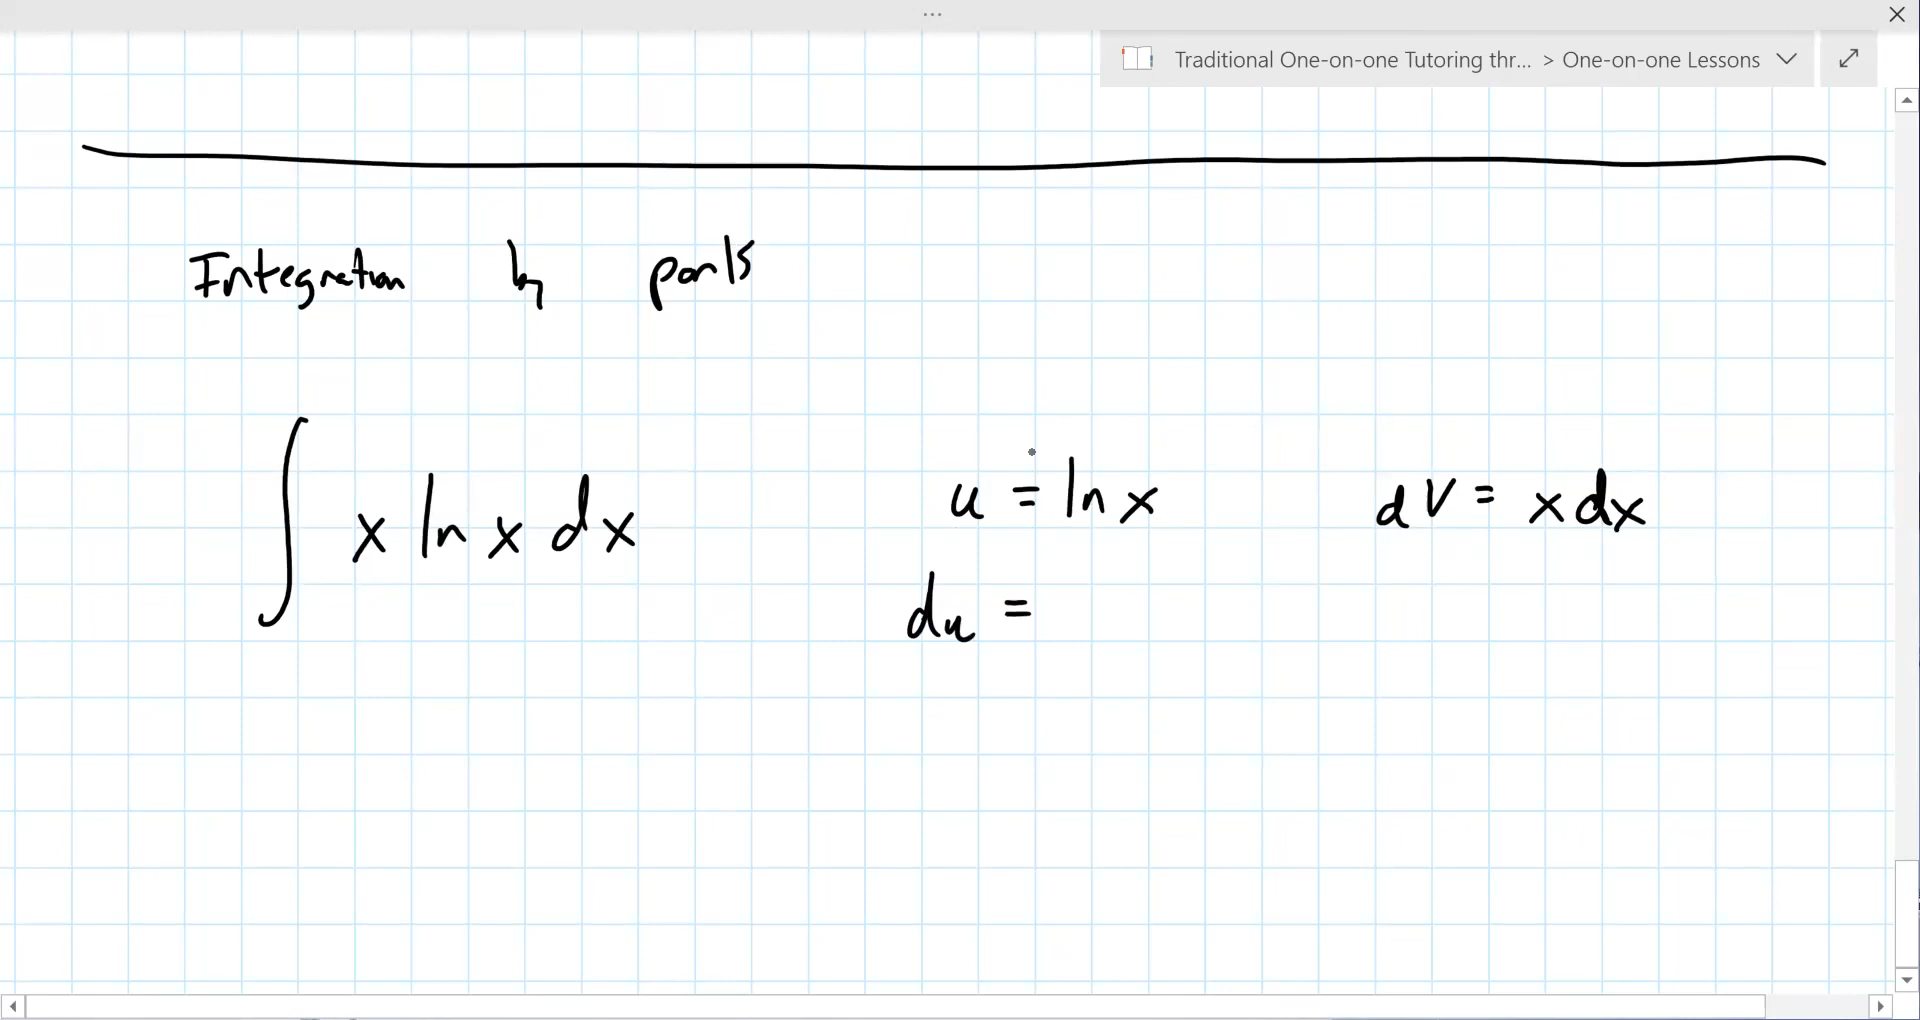 ...
Traditional One-on-one Tutoring thr... > One-on-one Lessons
Integration by parts
∫ x ln x dx
u = ln x
dV = x dx
du =